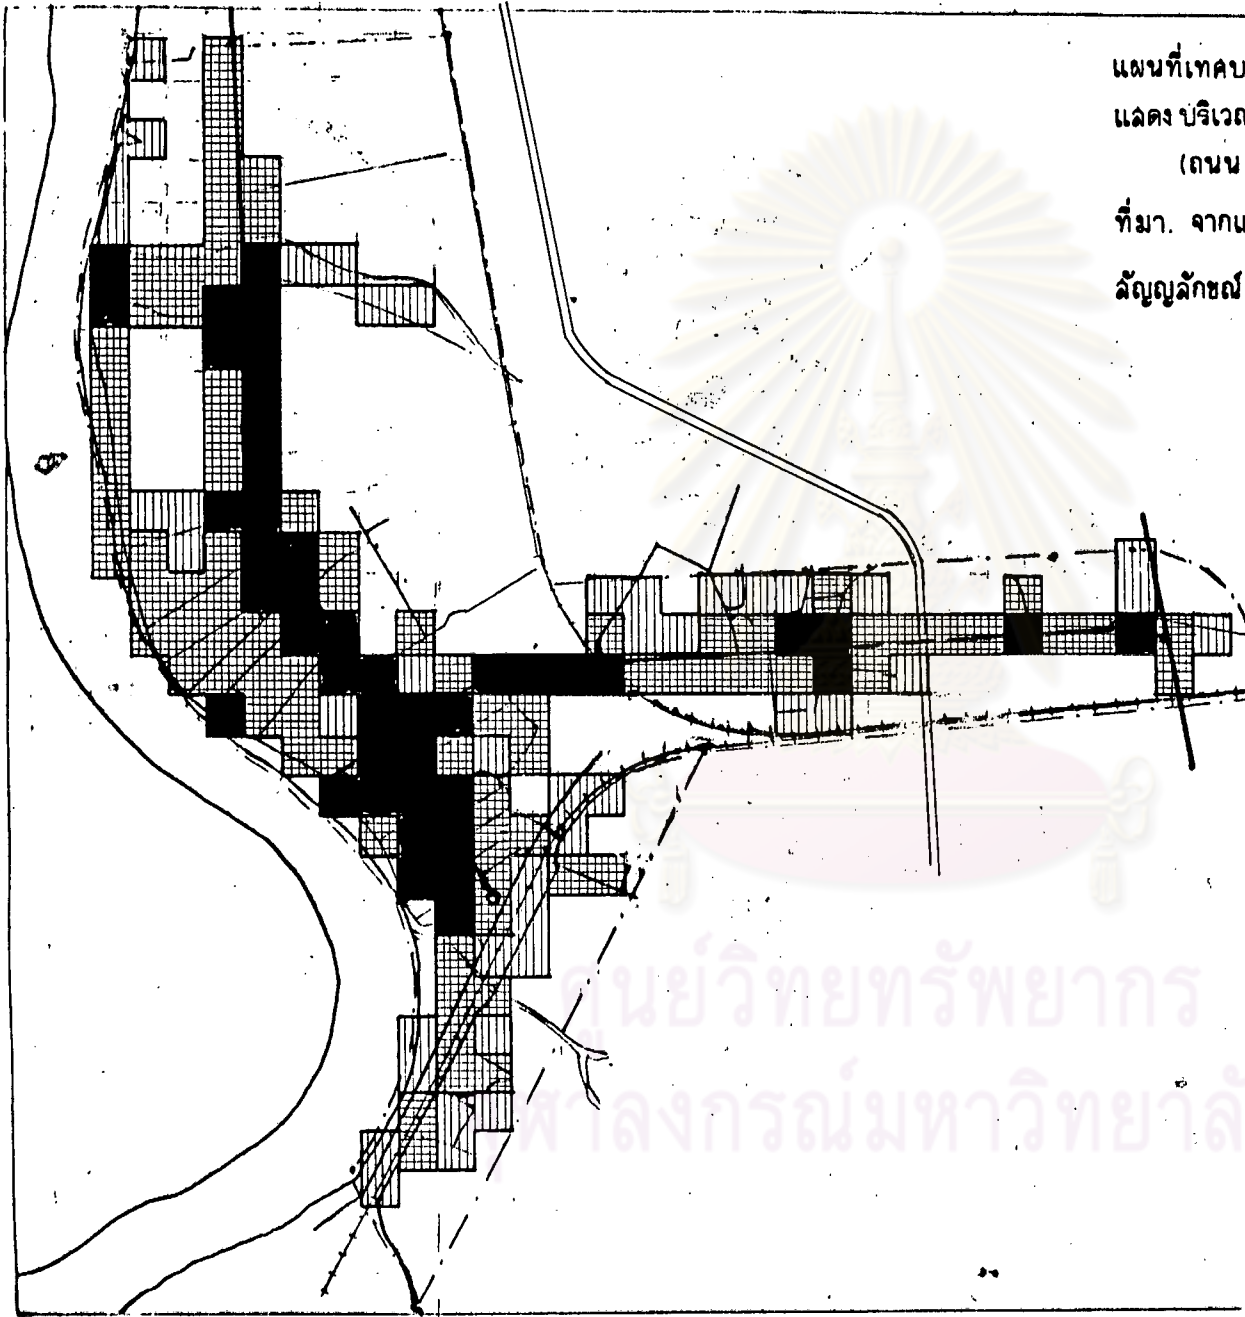 แผนที่เทศบ
แสดง ปริเวณ
(ถนน
ที่มา. จากแ
สัญญลักษณ์
ศูนย์วิทยทรัพยากร
จุฬาลงกรณ์มหาวิทยาลั